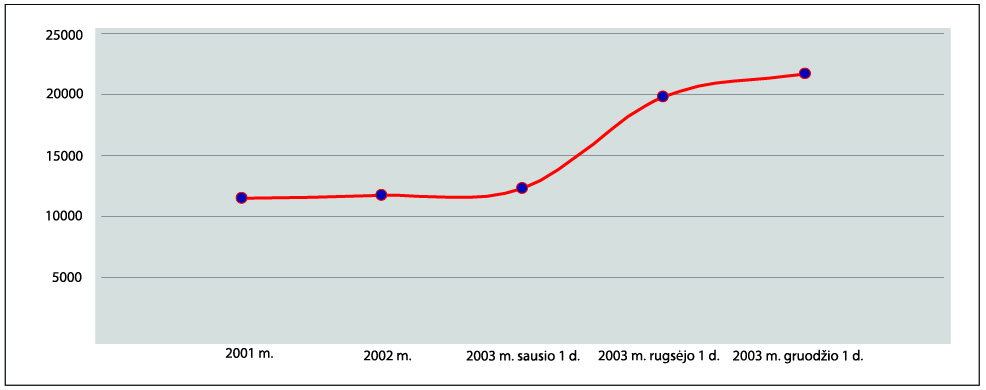 25000
20000
15000
10000
5000
2001 m.
2002 m.
2003 m. sausio 1 d.
2003 m. rugsėjo 1 d.
2003 m. gruodžio 1 d.